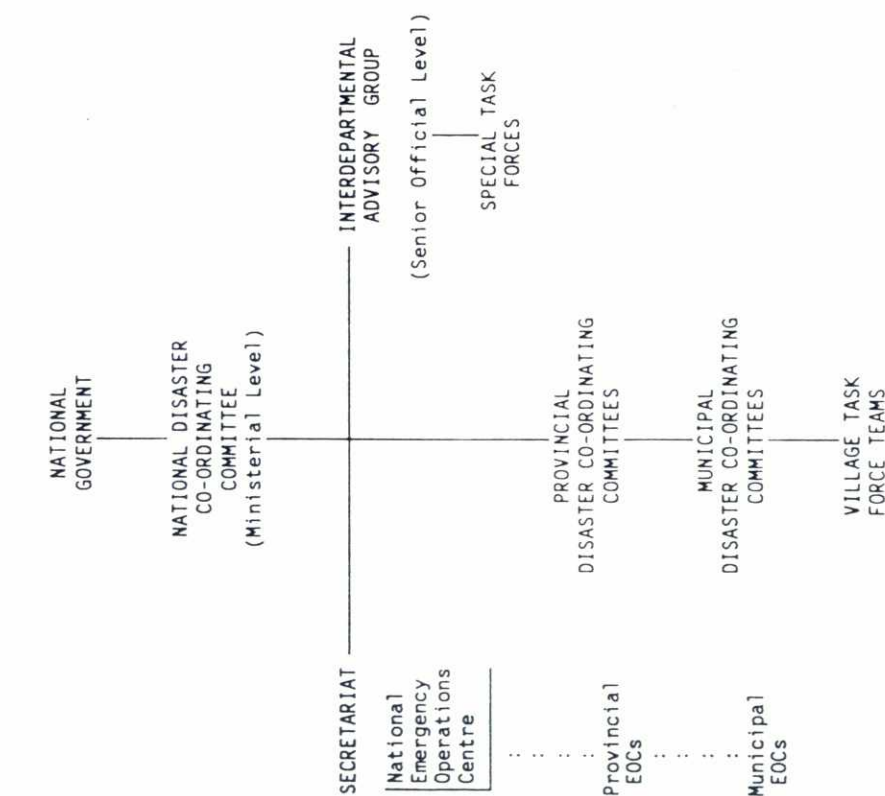 NATIONAL
GOVERNMENT
NATIONAL DISASTER
CO-ORDINATING
COMMITTEE
(Ministerial Level)
SECRETARIAT
INTERDEPARTMENTAL
ADVISORY GROUP
(Senior Official Level)
National
Emergency
Operations
Centre
SPECIAL TASK
FORCES
: : : :
Provincial
EOCs
PROVINCIAL
DISASTER CO-ORDINATING
COMMITTEES
: : : :
Municipal
EOCs
MUNICIPAL
DISASTER CO-ORDINATING
COMMITTEES
VILLAGE TASK
FORCE TEAMS